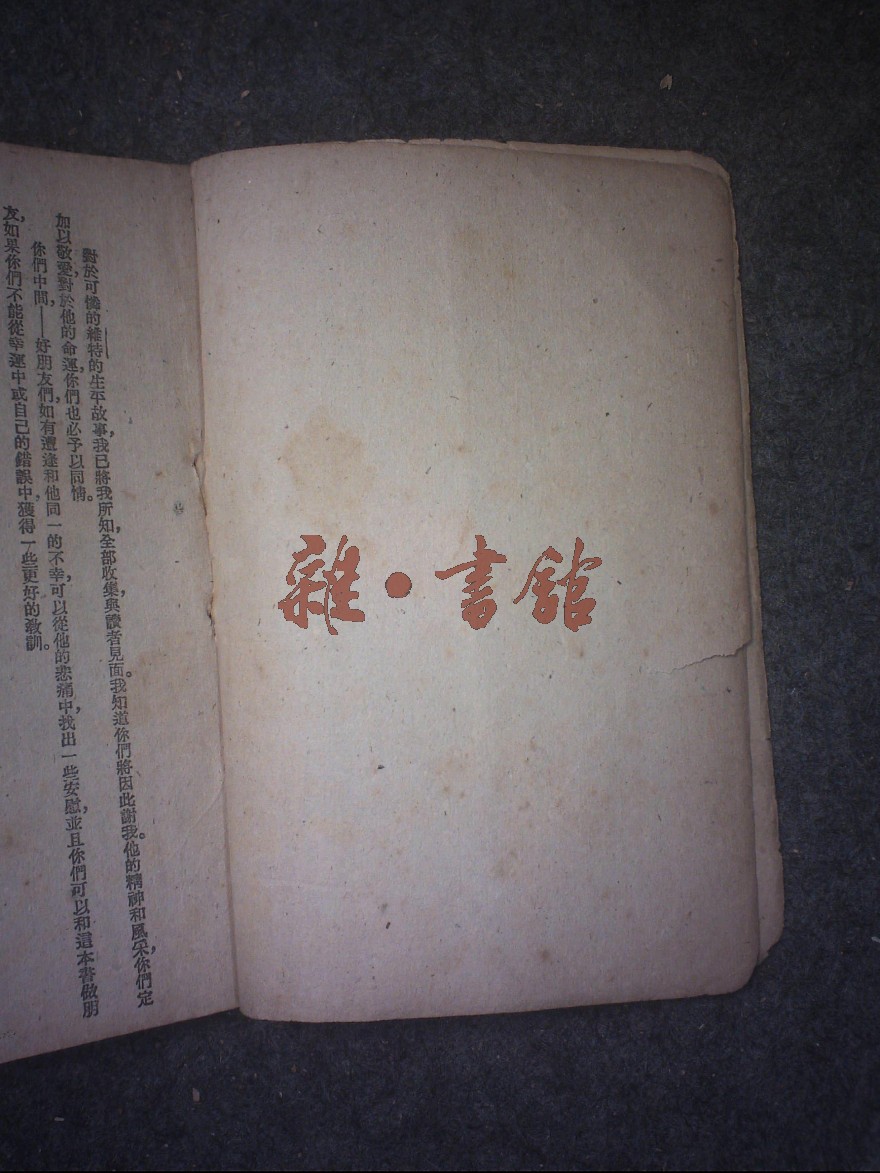 對於可憐的維特的生平故事，我已將我所知全部收集，與讀者見面。我知道你們將因此謝我。他的精神和風采，你們定
加以敬愛，對於他的命運，你們也必予以同情。
你們中間，——好朋友們，如有遭逢和他同一的不幸，可以從他的悲痛中，找出一些安慰，並且你們可以和這本書做朋
友，如果你們不能從幸運中或自己的錯誤中，獲得一些更好的教訓。
雜·書館